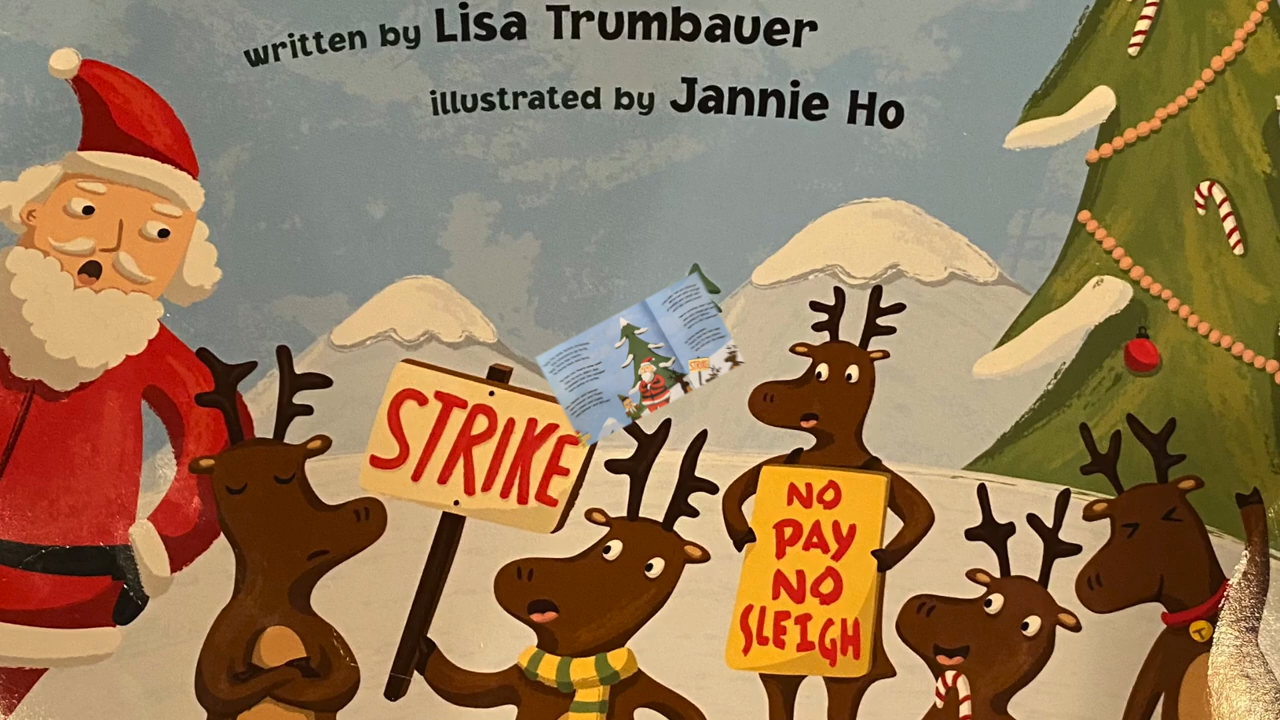 written by Lisa Trumbauer
illustrated by Jannie Ho
STRIKE
NO
PAY
NO
SLEIGH